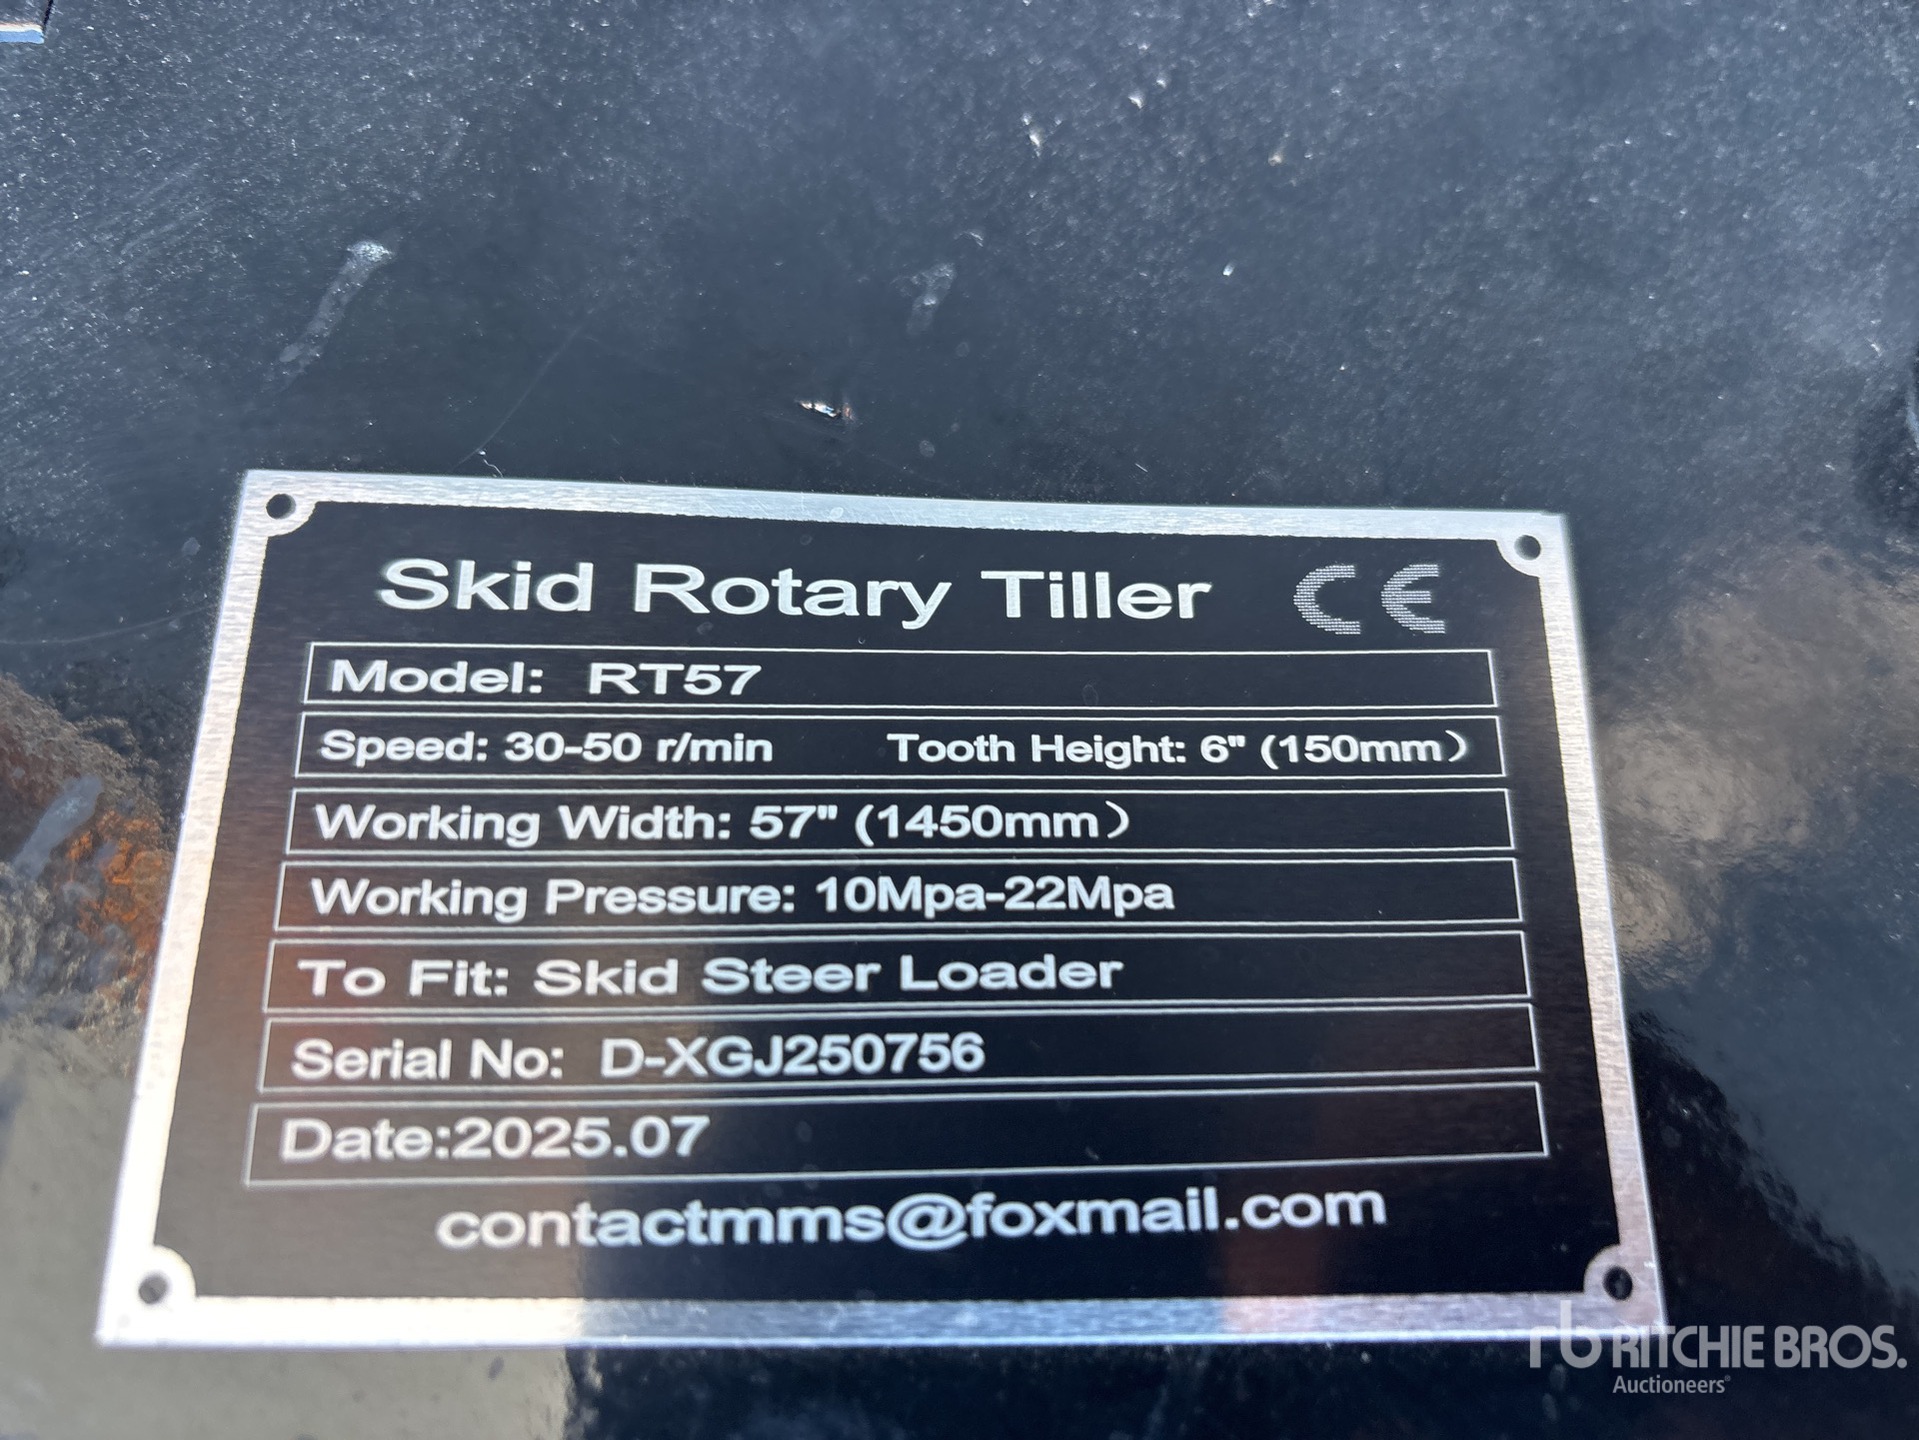 Skid Rotary Tiller CE
Model: RT57
Speed: 30-50 r/min Tooth Height: 6" (150mm）
Working Width: 57" (1450mm）
Working Pressure: 10Mpa-22Mpa
To Fit: Skid Steer Loader
Serial No: D-XGJ250756
Date:2025.07
contactmms@foxmail.com
rb RITCHIE BROS.
Auctioneers®